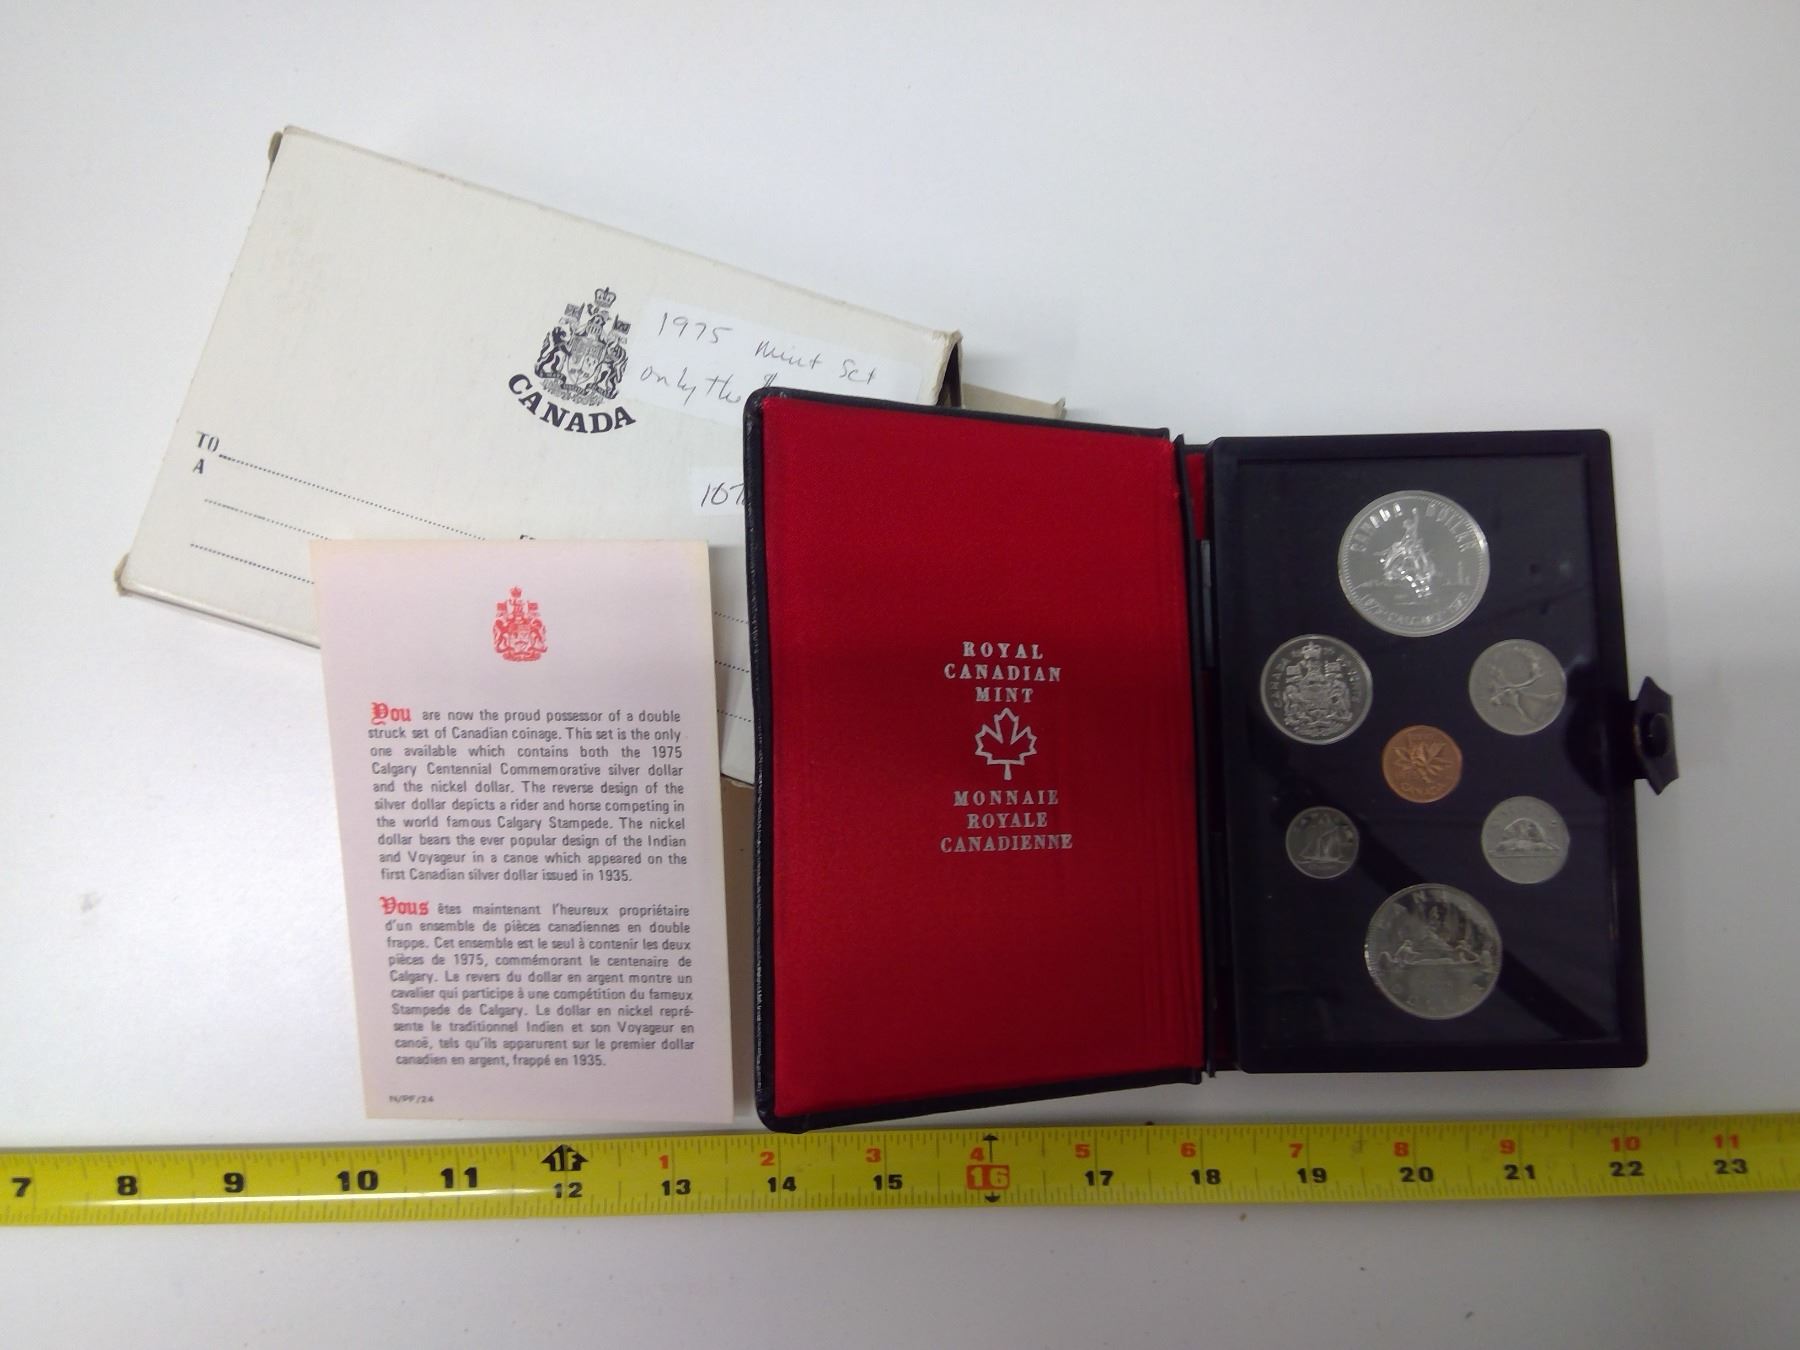 CANADA
1975 Mint Set
only the $
TO
A
You are now the proud possessor of a double
struck set of Canadian coinage. This set is the only
one available which contains both the 1975
Calgary Centennial Commemorative silver dollar
and the nickel dollar. The reverse design of the
silver dollar depicts a rider and horse competing in
the world famous Calgary Stampede. The nickel
dollar bears the ever popular design of the Indian
and Voyageur in a canoe which appeared on the
first Canadian silver dollar issued in 1935.
Vous êtes maintenant l'heureux propriétaire
d'un ensemble de pièces canadiennes en double
frappe. Cet ensemble est le seul à contenir les deux
pièces de 1975, commémorant le centenaire de
Calgary. Le revers du dollar en argent montre un
cavalier qui participe à une compétition du fameux
Stampede de Calgary. Le dollar en nickel repré-
sente le traditionnel Indien et son Voyageur en
canoë, tels qu'ils apparurent sur le premier dollar
canadien en argent, frappé en 1935.
N/PF/24
ROYAL
CANADIAN
MINT
MONNAIE
ROYALE
CANADIENNE
CANADA DOLLAR
1875 CALGARY 1975
CANADA
CANADA
CANADA
DOLLAR
1F 1 2 3 4 5 6 7 8 9 10 11
7 8 9 10 11 12 13 14 15 16 17 18 19 20 21 22 23